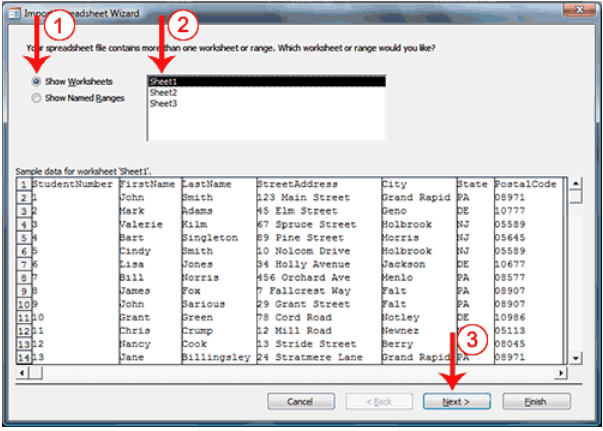 Import Spreadsheet Wizard
1
2
Your spreadsheet file contains more than one worksheet or range. Which worksheet or range would you like?
Show Worksheets
Show Named Ranges
Sheet1
Sheet2
Sheet3
Sample data for worksheet 'Sheet1'.
1 StudentNumber FirstName LastName StreetAddress City State PostalCode
2 1 John Smith 123 Main Street Grand Rapid PA 08971
3 2 Mark Adams 45 Elm Street Geno DE 10777
4 3 Valerie Kilm 67 Spruce Street Holbrook NJ 05589
5 4 Bart Singleton 89 Pine Street Morris NJ 05645
6 5 Cindy Smith 10 Nolcom Drive Holbrook NJ 05589
7 6 Lisa Jones 34 Holly Avenue Jackson DE 10677
8 7 Bill Norris 456 Orchard Ave Menlo PA 08577
9 8 James Fox 7 Fallcrest Way Falt PA 08907
10 9 John Sarious 29 Grant Street Falt PA 08907
11 10 Grant Green 78 Cord Road Notley DE 10986
12 11 Chris Crump 12 Mill Road Newnez 05113
13 12 Nancy Cook 13 Stride Street Berry 08045
14 13 Jane Billingsley 24 Stratmere Lane Grand Rapid PA 08971
3
Cancel
< Back
Next >
Finish